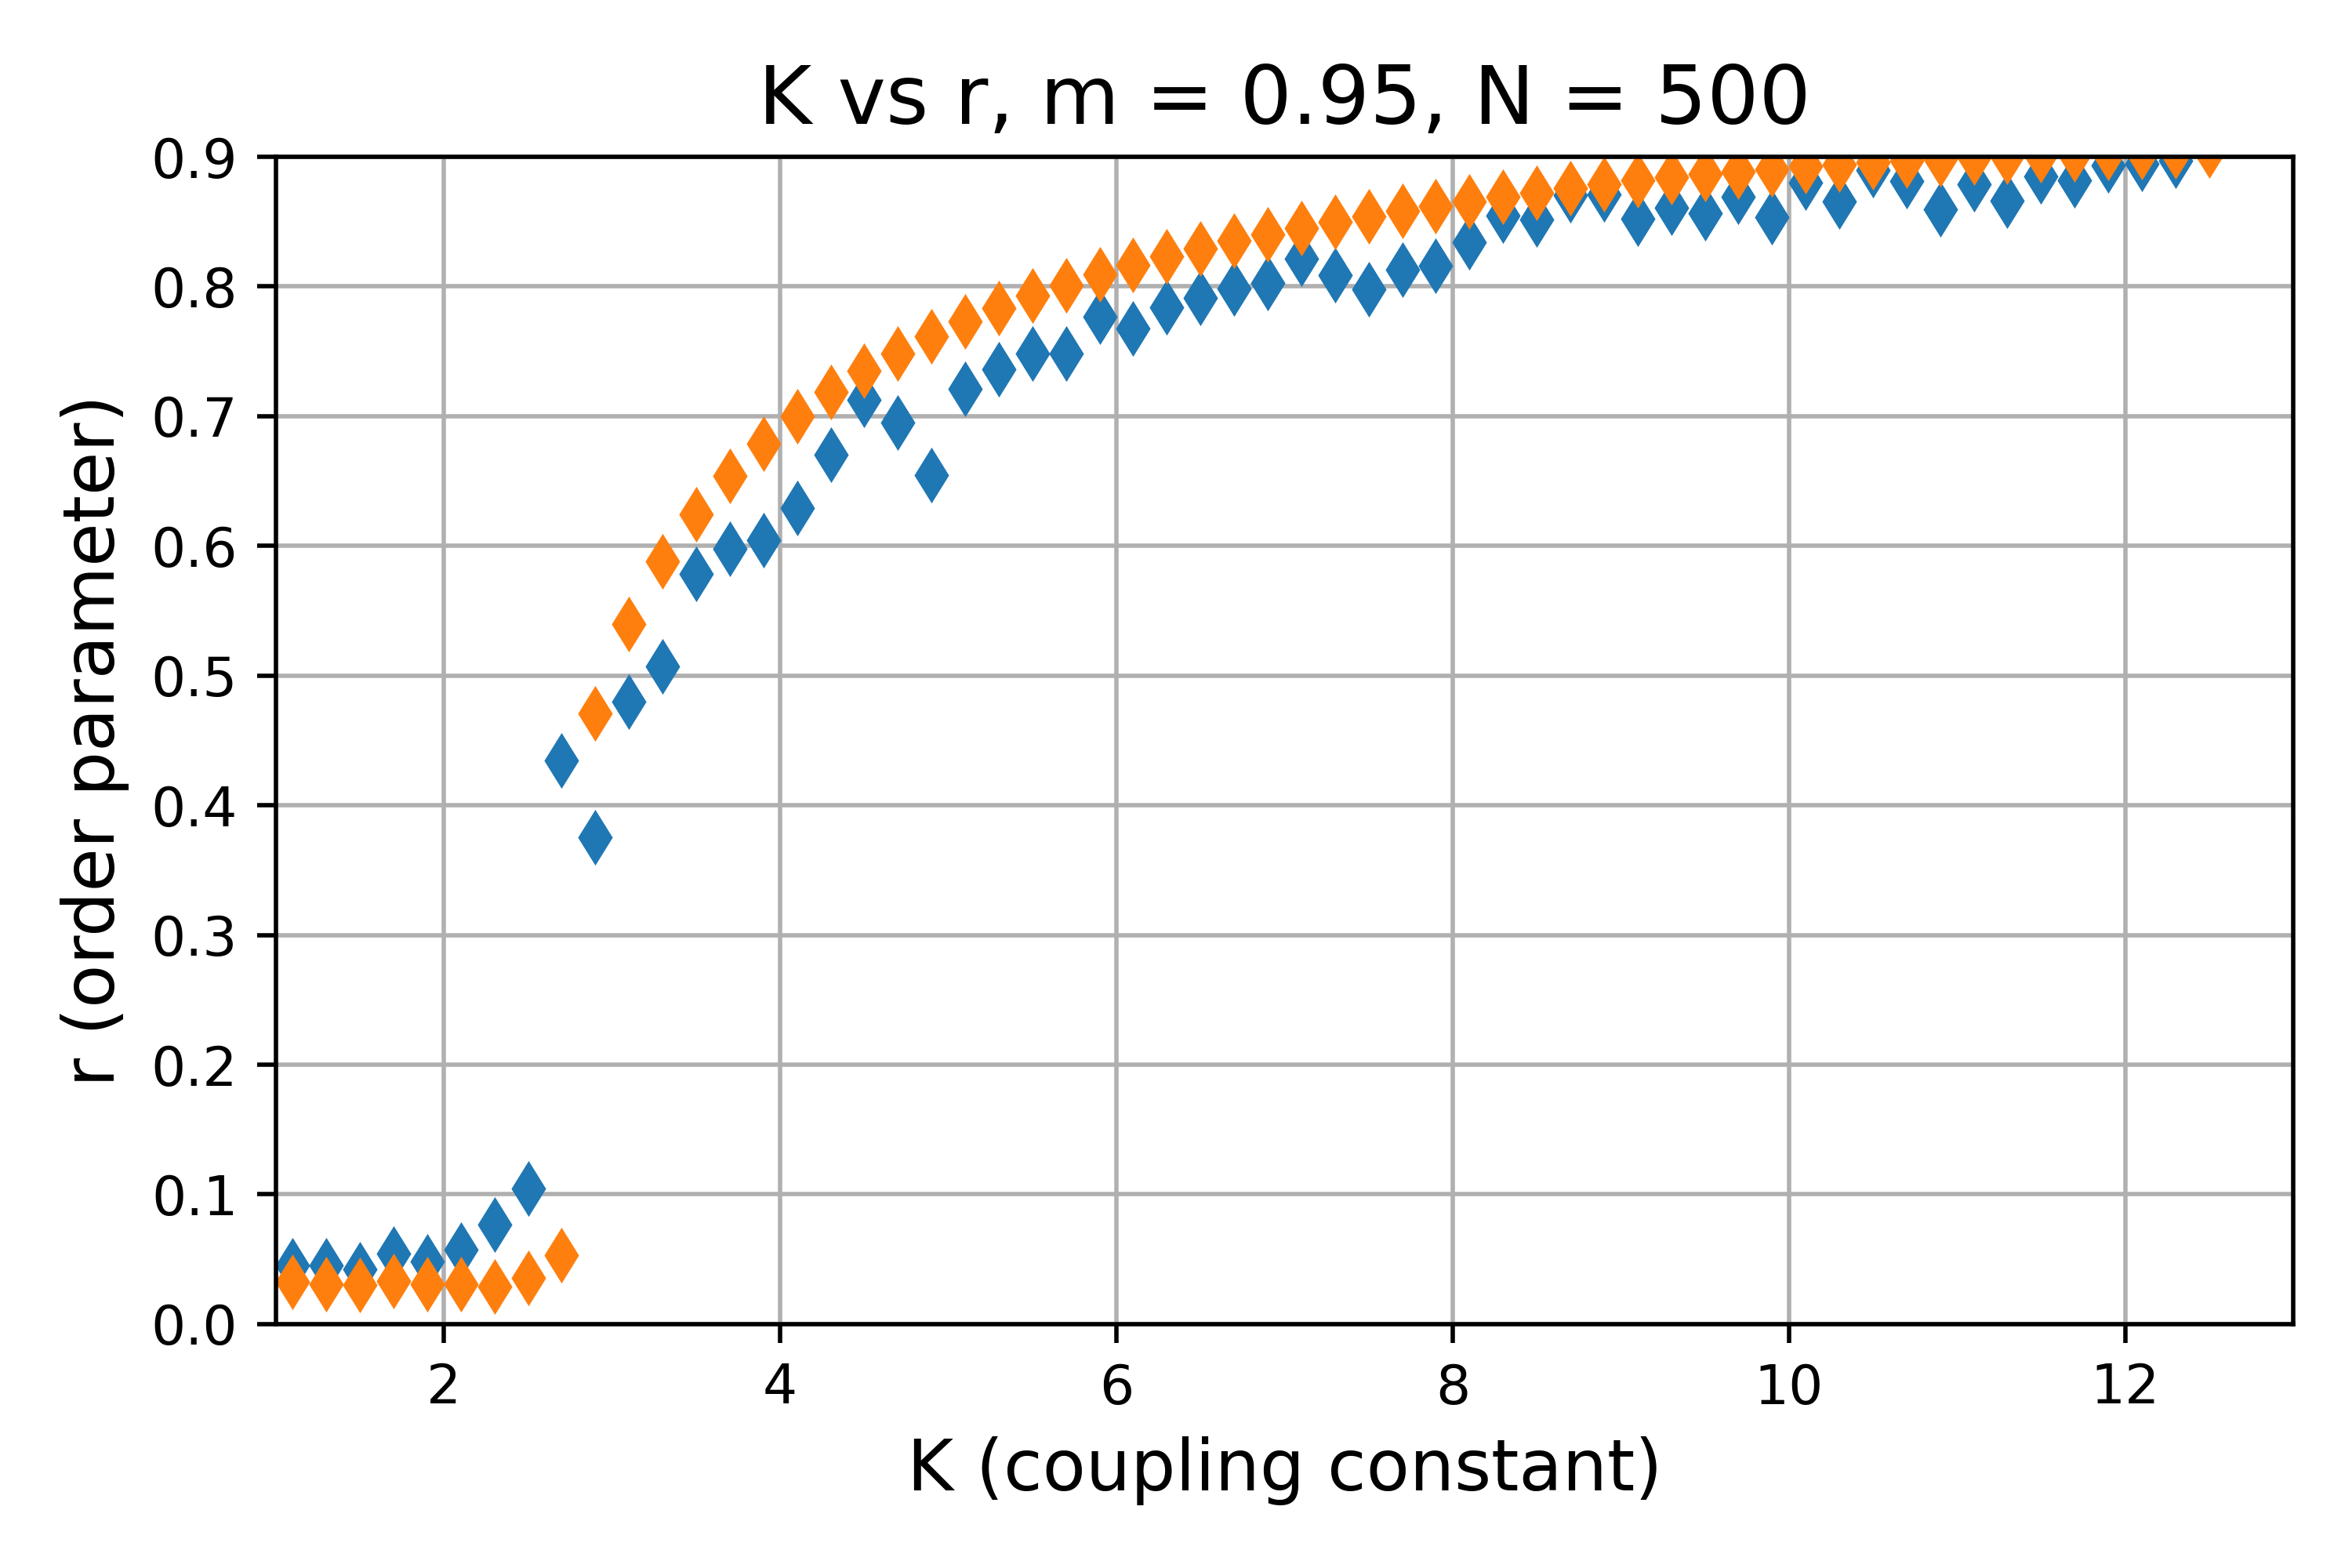 K vs r, m = 0.95, N = 500
r (order parameter)
0.9
0.8
0.7
0.6
0.5
0.4
0.3
0.2
0.1
0.0
2 4 6 8 10 12
K (coupling constant)